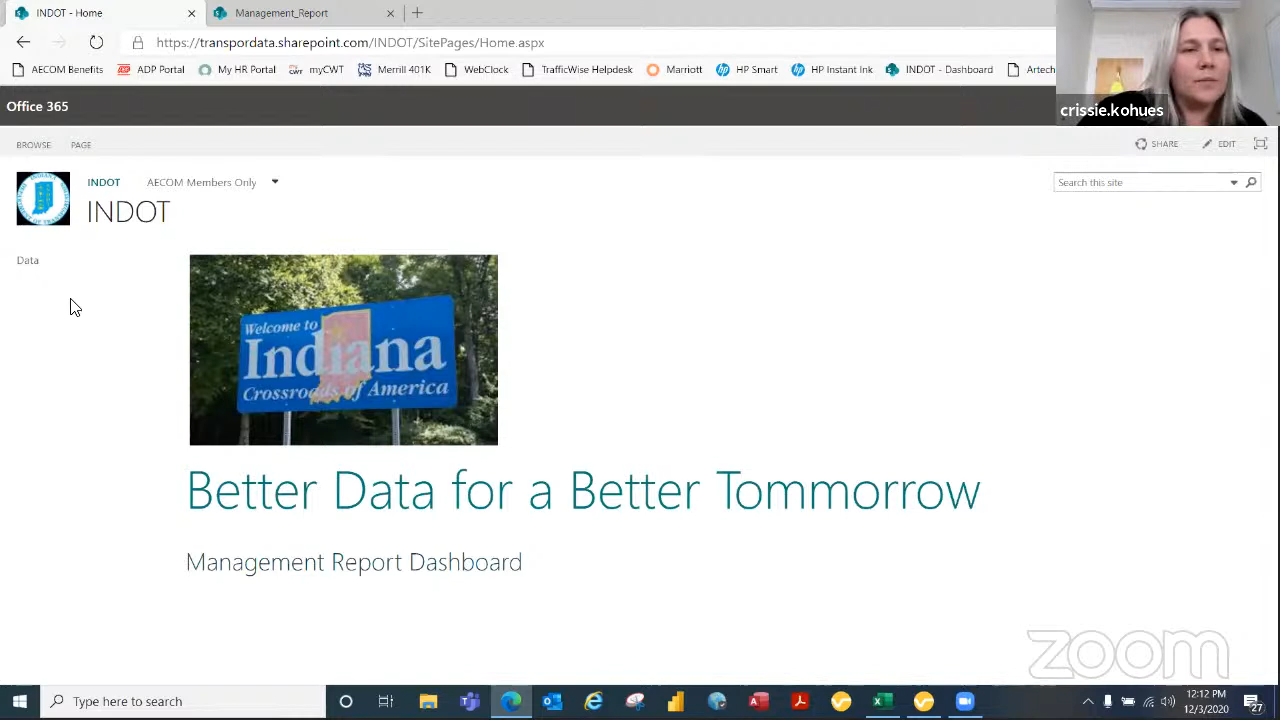 INDOT - Home
Management_Report
https://transpordata.sharepoint.com/INDOT/SitePages/Home.aspx
AECOM Benefits ADP Portal My HR Portal myCWT Merrill 401K WebClock TrafficWise Helpdesk Marriott HP Smart HP Instant Ink INDOT - Dashboard Artech
crissie.kohues
Office 365
BROWSE PAGE SHARE EDIT
INDOT AECOM Members Only
Search this site
INDOT
Data
Welcome to
Indiana
Crossroads of America
Better Data for a Better Tommorrow
Management Report Dashboard
zoom
Type here to search
12:12 PM
12/3/2020
27